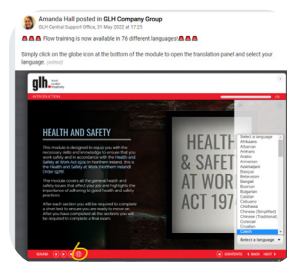 Amanda Hall posted in GLH Company Group
GLH Central Support Office, 31 May 2022 at 17:25
Flow training is now available in 76 different languages!
Simply click on the globe icon at the bottom of the module to open the translation panel and select your
language.
glh.
INTRODUCTION
HEALTH AND SAFETY
This module is designed to equip you with the
necessary skills and knowledge to ensure that you
work safely and in accordance with the Health and
Safety at Work Act 1974; in Northern Ireland, this is
the Health and Safety at Work (Northern Ireland)
Order 1978!
The module covers all the general health and
safety issues that affect your job and highlights the
importance of adhering to good health and safety
practices.
After each section you will be required to complete
a short test to ensure you are ready to move on.
After you have completed all the sections you will
be required to complete a final exam.
HEALTH
& SAFET
AT WOR
ACT 197
Select a language
Afrikaans
Albanian
Amharic
Arabic
Armenian
Azerbaijani
Basque
Belarusian
Bengali
Bosnian
Bulgarian
Catalan
Cebuano
Chichewa
Chinese (Simplified)
Chinese (Traditional)
Corsican
Croatian
Czech
Select a language
CONTENTS
BACK
NEXT